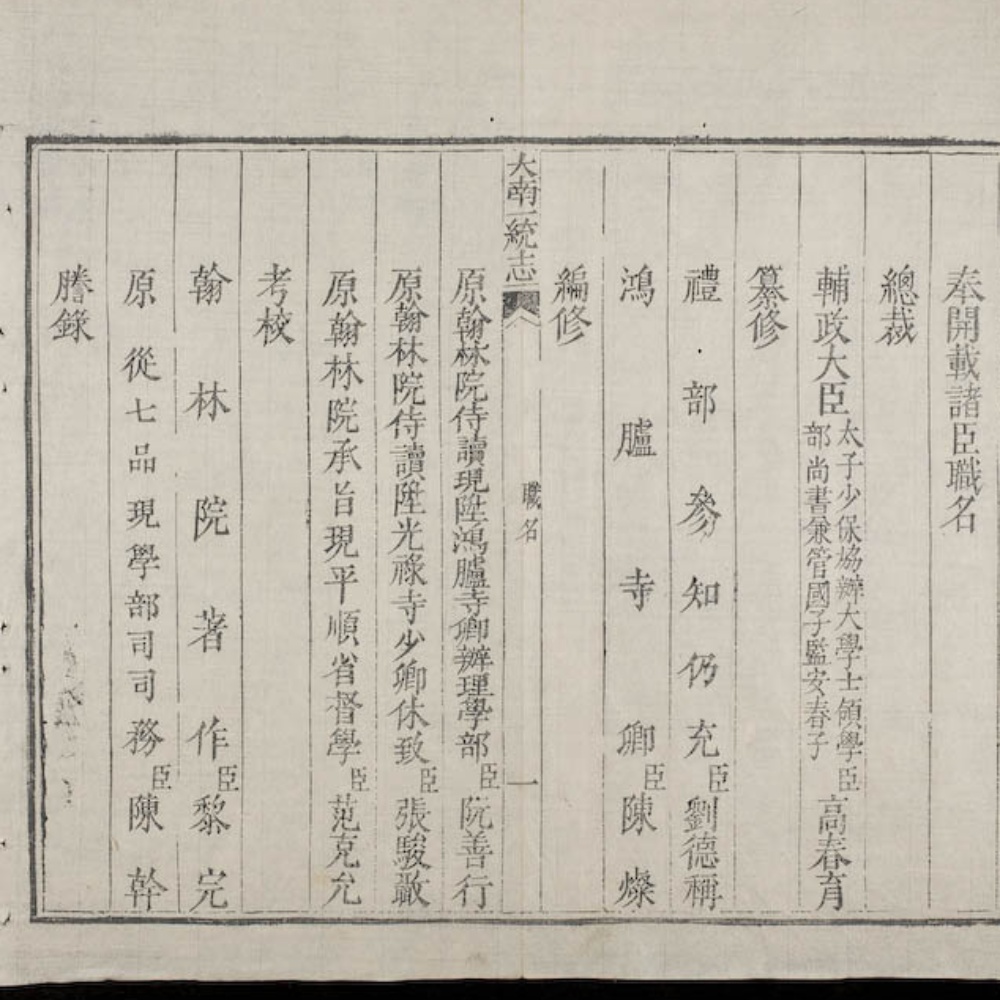 奉開載諸臣職名
總裁
輔政大臣太子少保協辦大學士領學部尚書兼管國子監安春子臣高春育
纂修
禮部參知仍充臣劉德稱
鴻臚寺卿臣陳燦
編修
大南一統志 職名 一
原翰林院侍讀現陞鴻臚寺卿辦理學部臣阮善行
原翰林院侍讀陞光祿寺少卿休致臣張駿
原翰林院承旨現平順省督學臣范克允
考校
翰林院著作臣黎完
原從七品現學部司司務臣陳幹
謄錄